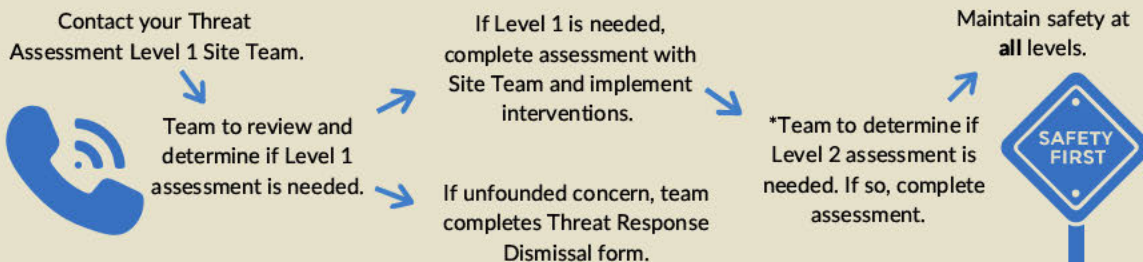 Contact your Threat
Assessment Level 1 Site Team.
Team to review and
determine if Level 1
assessment is needed.
If Level 1 is needed,
complete assessment with
Site Team and implement
interventions.
If unfounded concern, team
completes Threat Response
Dismissal form.
*Team to determine if
Level 2 assessment is
needed. If so, complete
assessment.
Maintain safety at
all levels.
SAFETY
FIRST